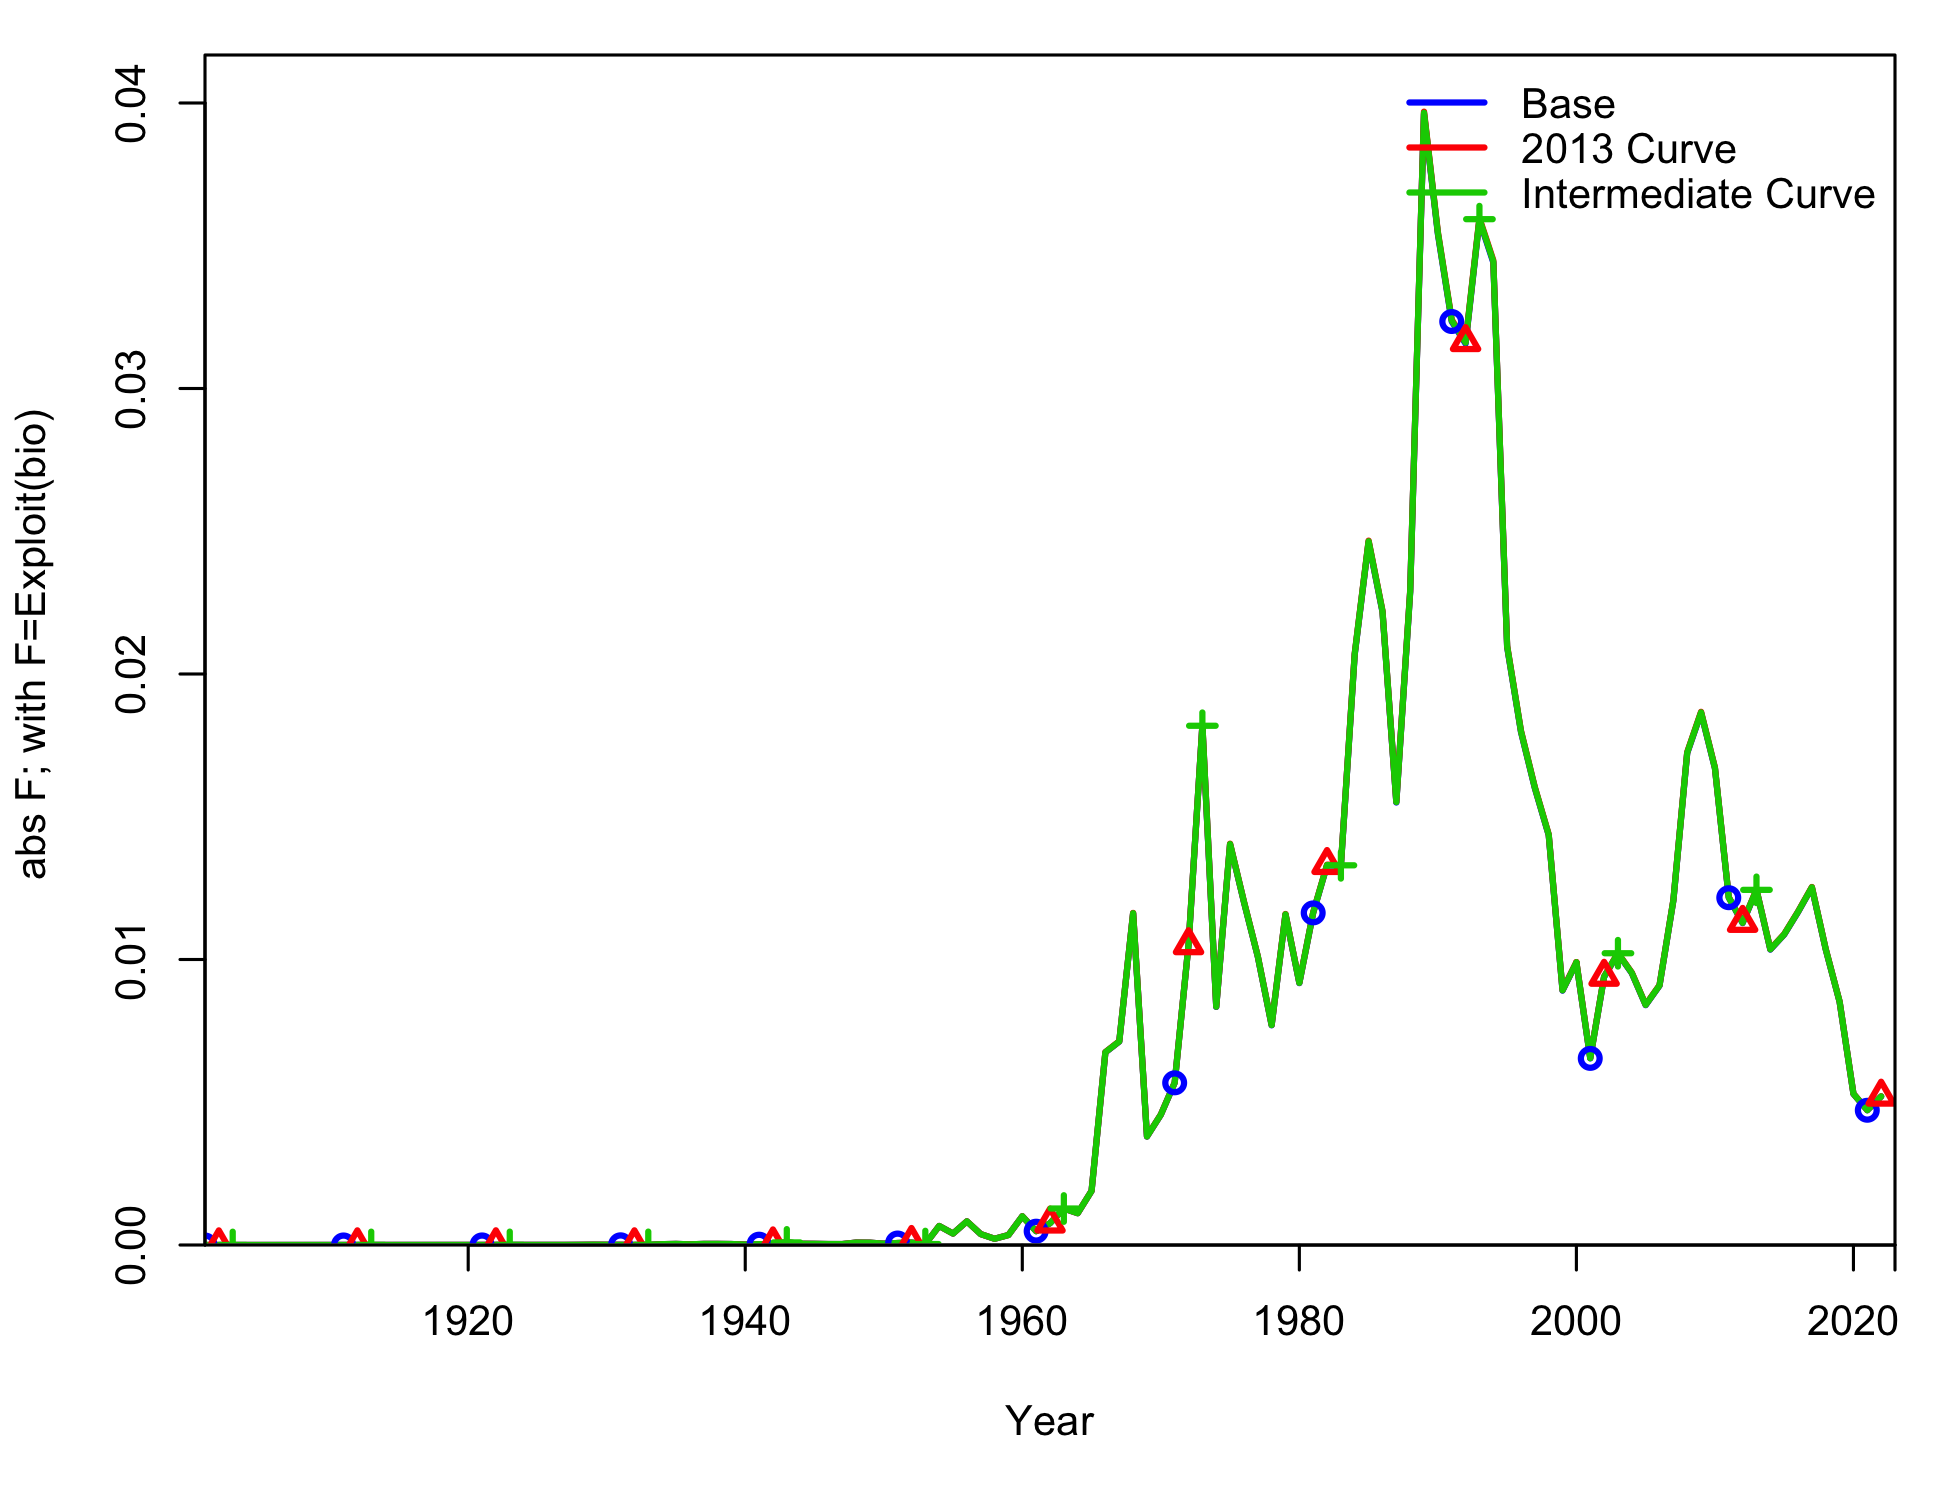 Base
2013 Curve
Intermediate Curve
abs F; with F=Exploit(bio)
0.04
0.03
0.02
0.01
0.00
1920 1940 1960 1980 2000 2020
Year